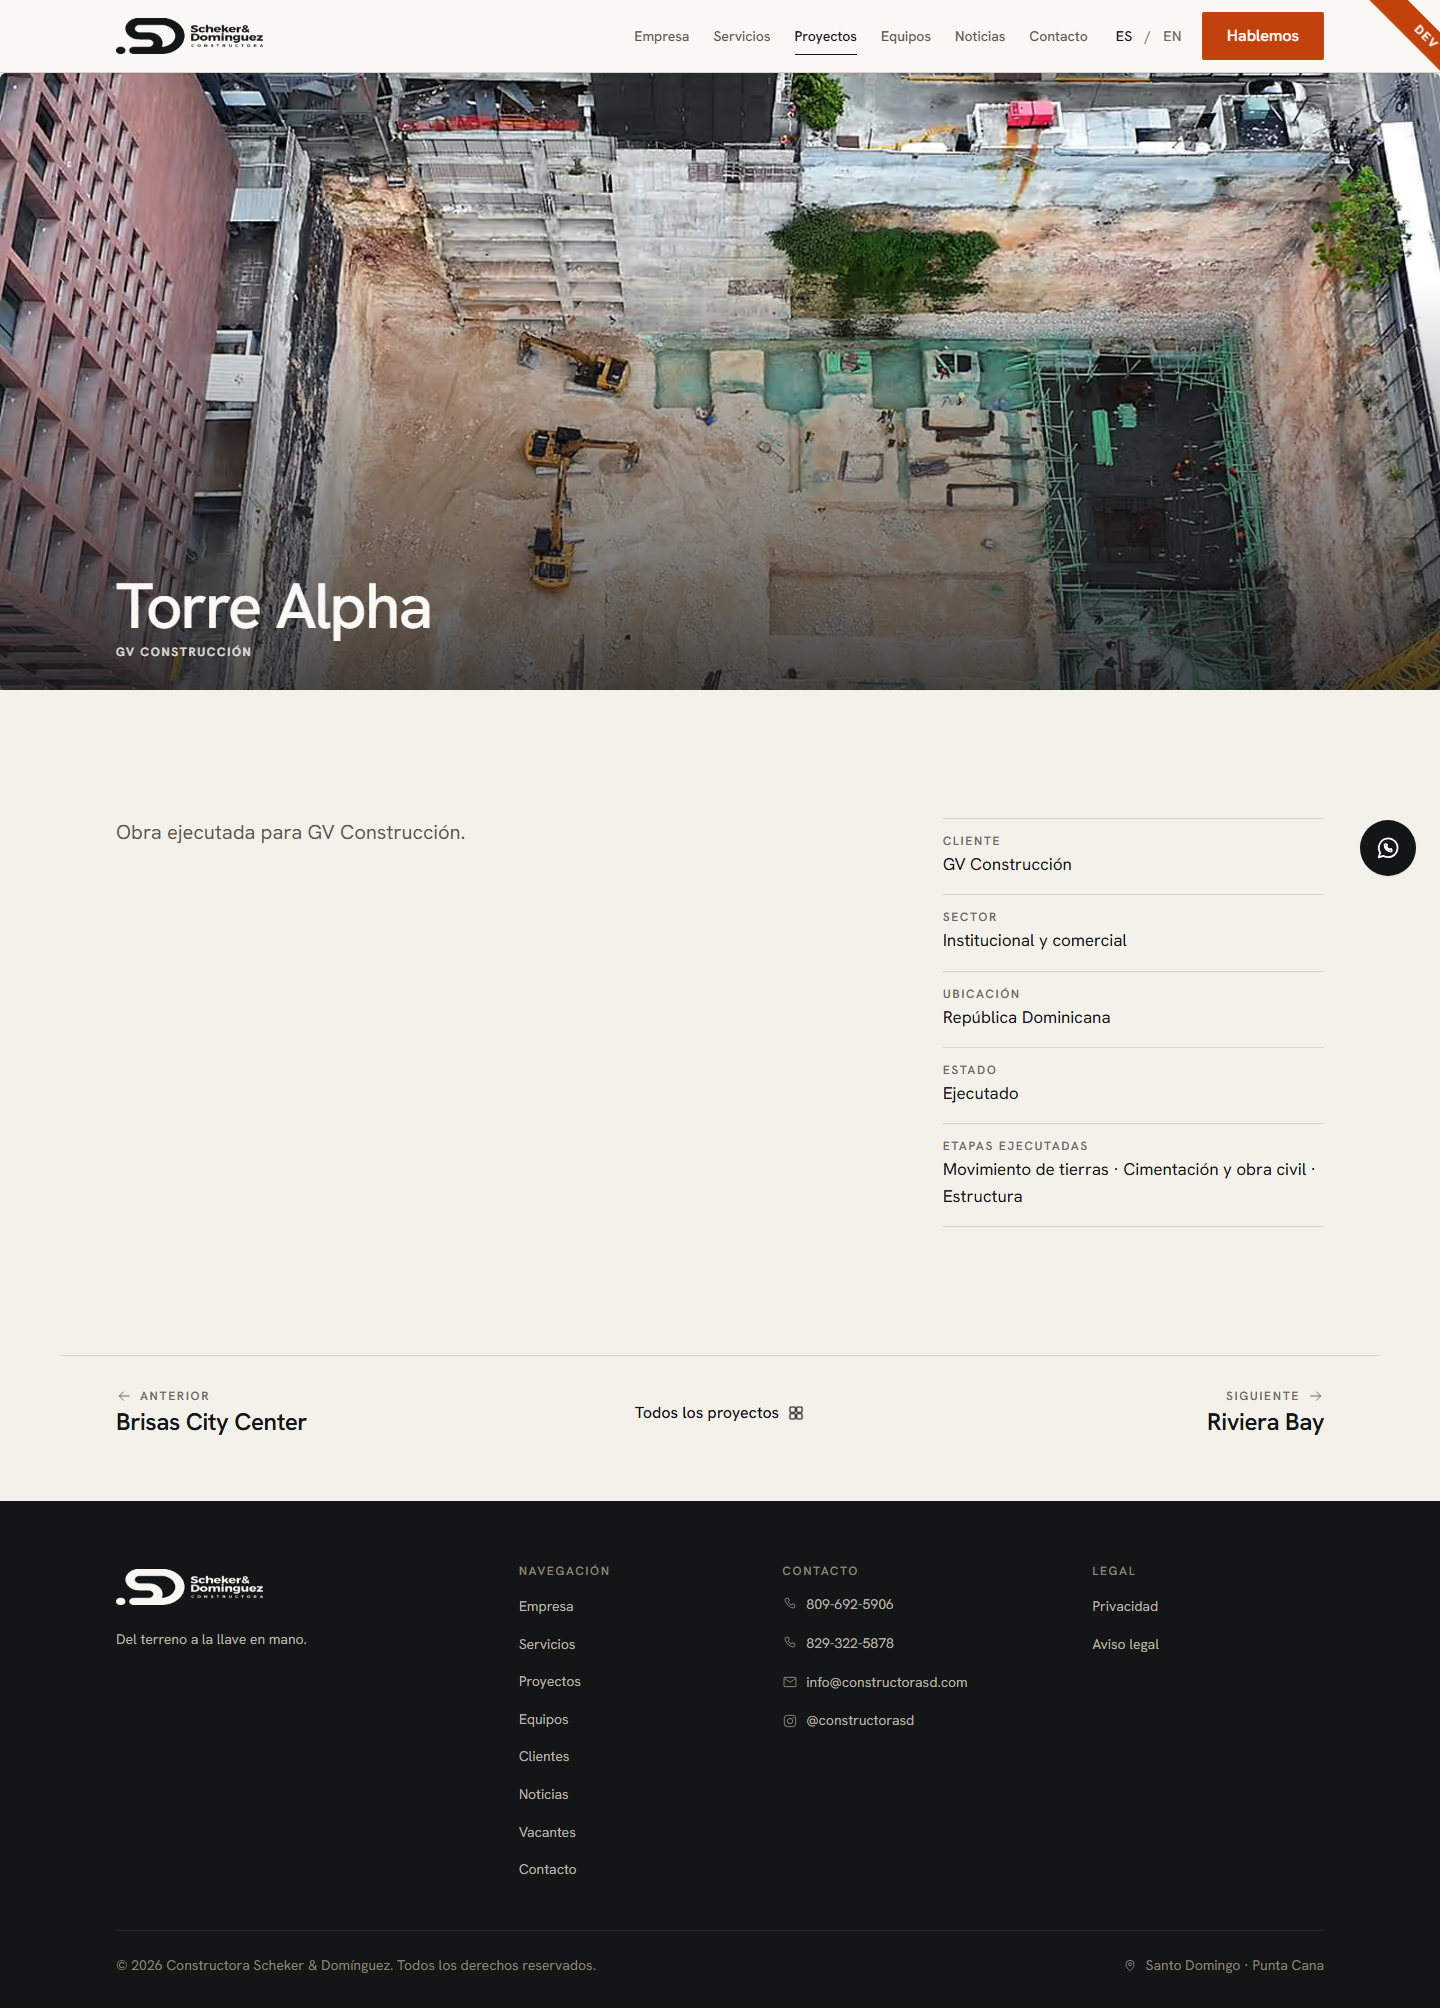 Scheker&
Domínguez
CONSTRUCTORA
Empresa
Servicios
Proyectos
Equipos
Noticias
Contacto
ES / EN
Hablemos
DEV
Torre Alpha
GV CONSTRUCCIÓN
Obra ejecutada para GV Construcción.
CLIENTE
GV Construcción
SECTOR
Institucional y comercial
UBICACIÓN
República Dominicana
ESTADO
Ejecutado
ETAPAS EJECUTADAS
Movimiento de tierras · Cimentación y obra civil ·
Estructura
ANTERIOR
Brisas City Center
Todos los proyectos
SIGUIENTE
Riviera Bay
Scheker&
Domínguez
CONSTRUCTORA
Del terreno a la llave en mano.
NAVEGACIÓN
Empresa
Servicios
Proyectos
Equipos
Clientes
Noticias
Vacantes
Contacto
CONTACTO
809-692-5906
829-322-5878
info@constructorasd.com
@constructorasd
LEGAL
Privacidad
Aviso legal
© 2026 Constructora Scheker & Domínguez. Todos los derechos reservados.
Santo Domingo · Punta Cana